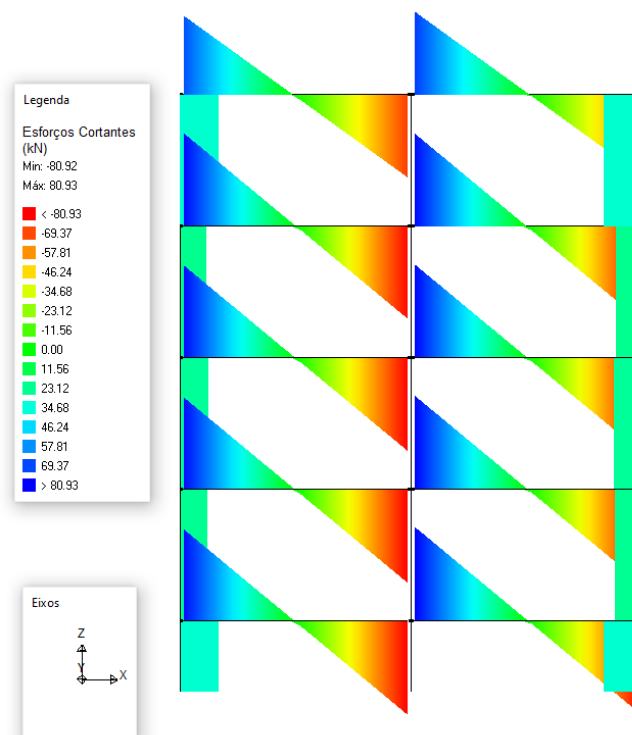 Legenda
Esforços Cortantes
(kN)
Min: -80.92
Máx: 80.93
< -80.93
-69.37
-57.81
-46.24
-34.68
-23.12
-11.56
0.00
11.56
23.12
34.68
46.24
57.81
69.37
> 80.93
Eixos
Z
Y
X